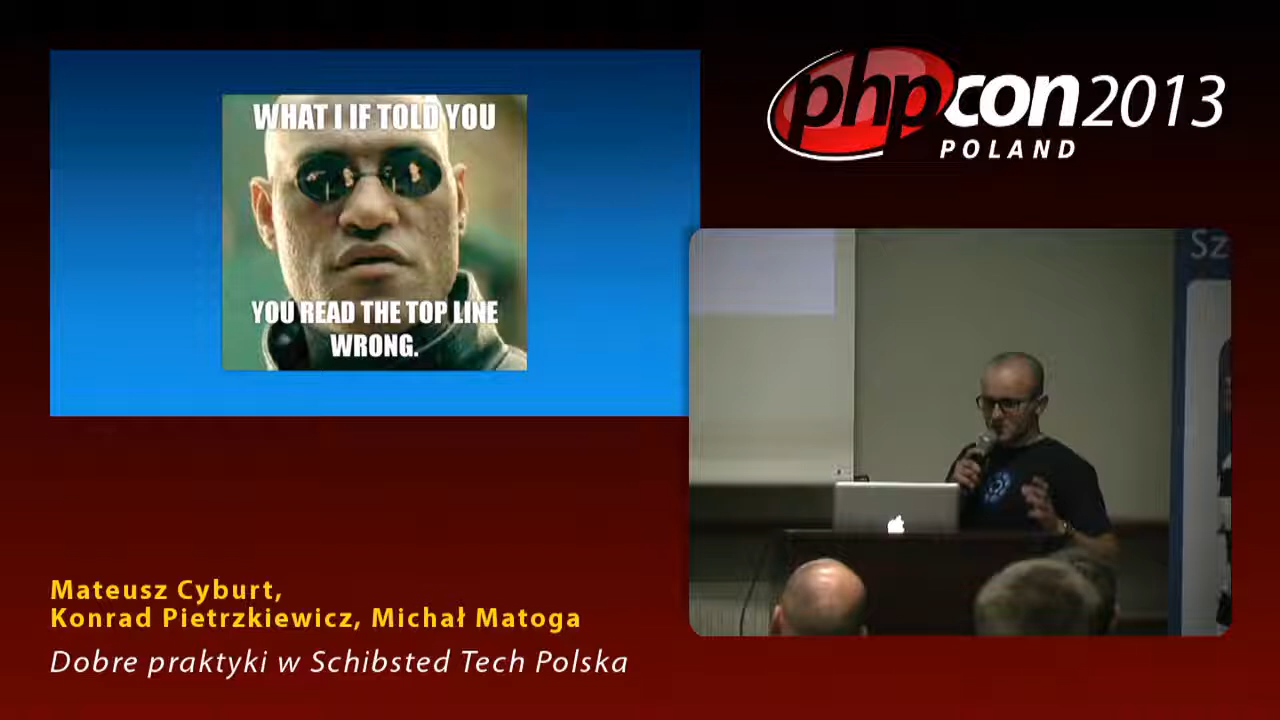 WHAT I IF TOLD YOU
YOU READ THE TOP LINE
WRONG.
phpcon2013
POLAND
Sz
Mateusz Cyburt,
Konrad Pietrzkiewicz, Michał Matoga
Dobre praktyki w Schibsted Tech Polska